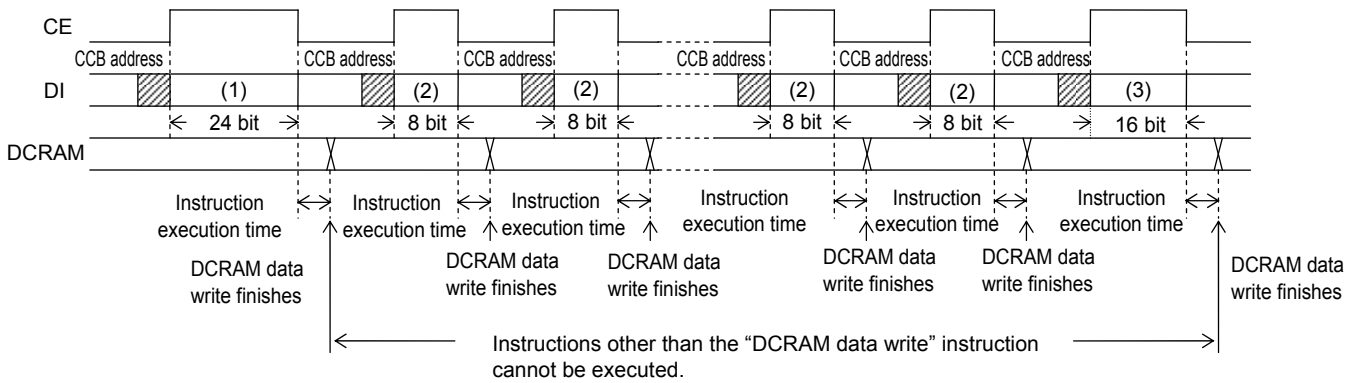 CE
CCB address CCB address CCB address CCB address CCB address CCB address
DI (1) (2) (2) (2) (2) (3)
24 bit 8 bit 8 bit 8 bit 8 bit 16 bit
DCRAM
Instruction Instruction Instruction Instruction Instruction Instruction
execution time execution time execution time execution time execution time execution time
DCRAM data DCRAM data DCRAM data DCRAM data DCRAM data DCRAM data
write finishes write finishes write finishes write finishes write finishes write finishes
Instructions other than the “DCRAM data write” instruction
cannot be executed.